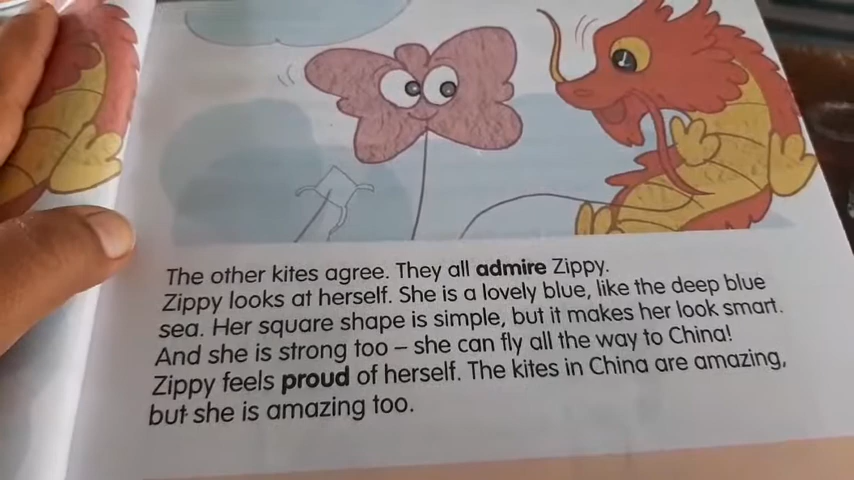 The other kites agree. They all admire Zippy.
Zippy looks at herself. She is a lovely blue, like the deep blue
sea. Her square shape is simple, but it makes her look smart.
And she is strong too – she can fly all the way to China!
Zippy feels proud of herself. The kites in China are amazing,
but she is amazing too.